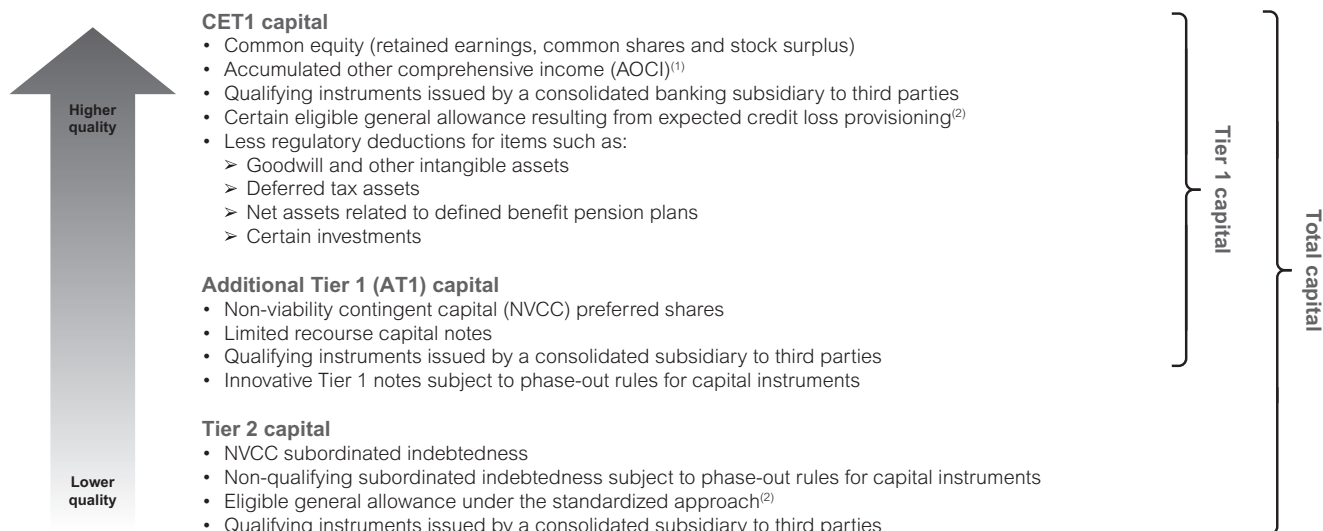 CET1 capital
• Common equity (retained earnings, common shares and stock surplus)
• Accumulated other comprehensive income (AOCI)(1)
• Qualifying instruments issued by a consolidated banking subsidiary to third parties
• Certain eligible general allowance resulting from expected credit loss provisioning(2)
• Less regulatory deductions for items such as:
➢ Goodwill and other intangible assets
➢ Deferred tax assets
➢ Net assets related to defined benefit pension plans
➢ Certain investments
Additional Tier 1 (AT1) capital
• Non-viability contingent capital (NVCC) preferred shares
• Limited recourse capital notes
• Qualifying instruments issued by a consolidated subsidiary to third parties
• Innovative Tier 1 notes subject to phase-out rules for capital instruments
Tier 2 capital
• NVCC subordinated indebtedness
• Non-qualifying subordinated indebtedness subject to phase-out rules for capital instruments
• Eligible general allowance under the standardized approach(2)
• Qualifying instruments issued by a consolidated subsidiary to third parties
Higher
quality
Lower
quality
Tier 1 capital
Total capital